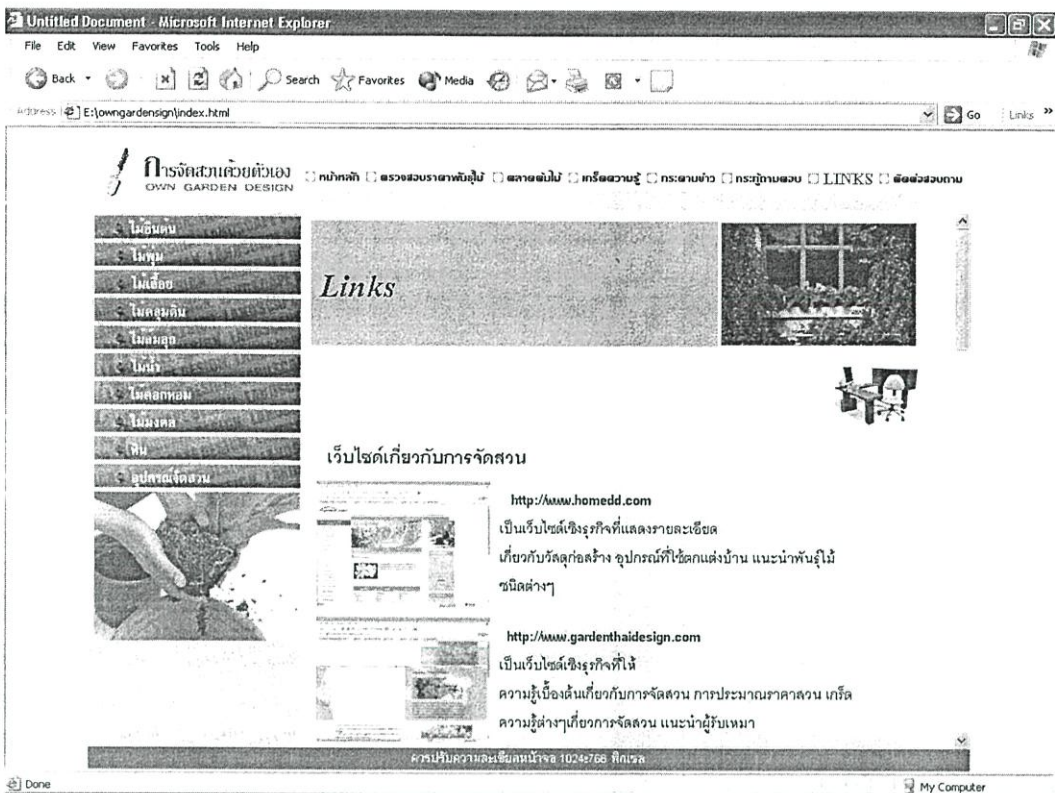 Untitled Document - Microsoft Internet Explorer
File Edit View Favorites Tools Help
Back Search Favorites Media
Address E:\owngardensign\index.html Go Links »
การจัดสวนด้วยตัวเอง
OWN GARDEN DESIGN
หน้าหลัก ตรวจสอบราคาพันธุ์ไม้ ตลาดต้นไม้ เกร็ดความรู้ กระดานข่าว กระทู้ถามตอบ LINKS ติดต่อสอบถาม
ไม้ยืนต้น
ไม้พุ่ม
ไม้เลื้อย
ไม้คลุมดิน
ไม้ล้มลุก
ไม้น้ำ
ไม้ดอกหอม
ไม้มงคล
หิน
อุปกรณ์จัดสวน
Links
เว็บไซด์เกี่ยวกับการจัดสวน
http://www.homedd.com
เป็นเว็บไซด์เชิงธุรกิจที่แสดงรายละเอียด
เกี่ยวกับวัสดุก่อสร้าง อุปกรณ์ที่ใช้ตกแต่งบ้าน แนะนำพันธุ์ไม้
ชนิดต่างๆ
http://www.gardenthaidesign.com
เป็นเว็บไซด์เชิงธุรกิจที่ให้
ความรู้เบื้องต้นเกี่ยวกับการจัดสวน การประมาณราคาสวน เกร็ด
ความรู้ต่างๆเกี่ยวการจัดสวน แนะนำผู้รับเหมา
ควรปรับความละเอียดหน้าจอ 1024x766 พิกเซล
Done My Computer